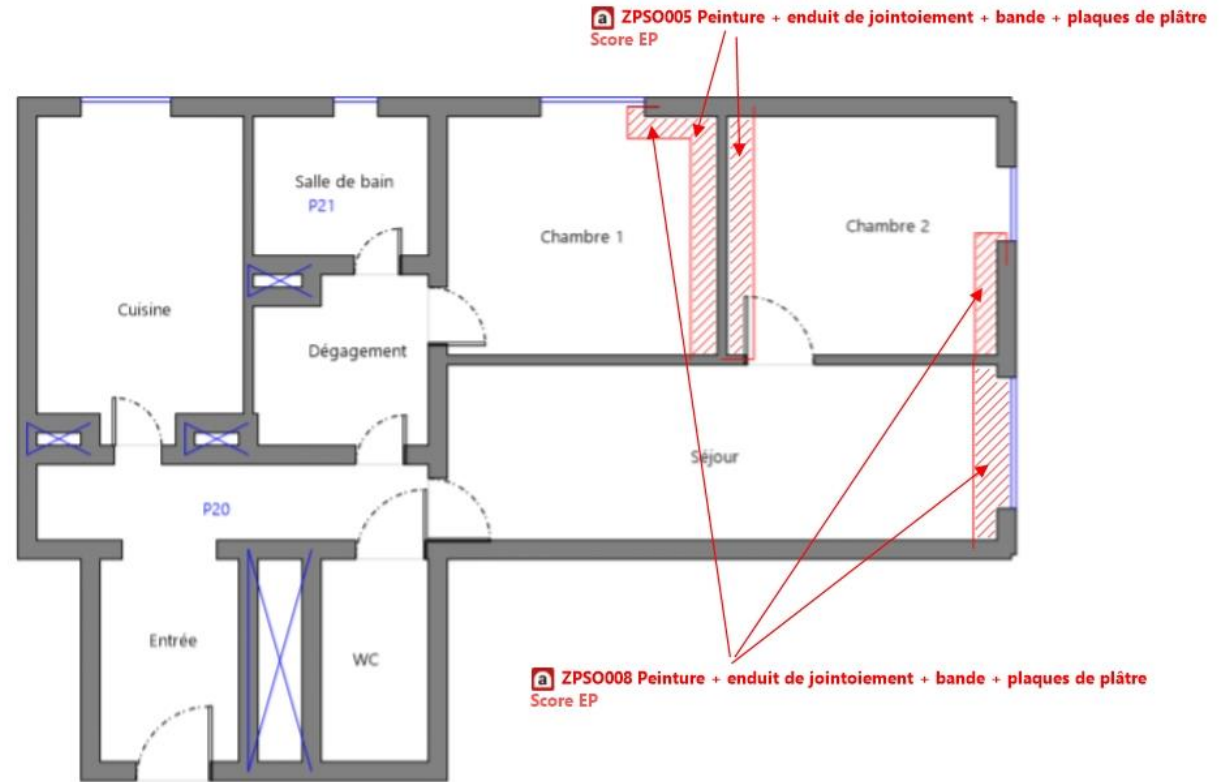 a ZPSO005 Peinture + enduit de jointoiement + bande + plaques de plâtre
Score EP
Salle de bain
P21
Chambre 1
Chambre 2
Cuisine
Dégagement
Séjour
P20
Entrée
WC
a ZPSO008 Peinture + enduit de jointoiement + bande + plaques de plâtre
Score EP